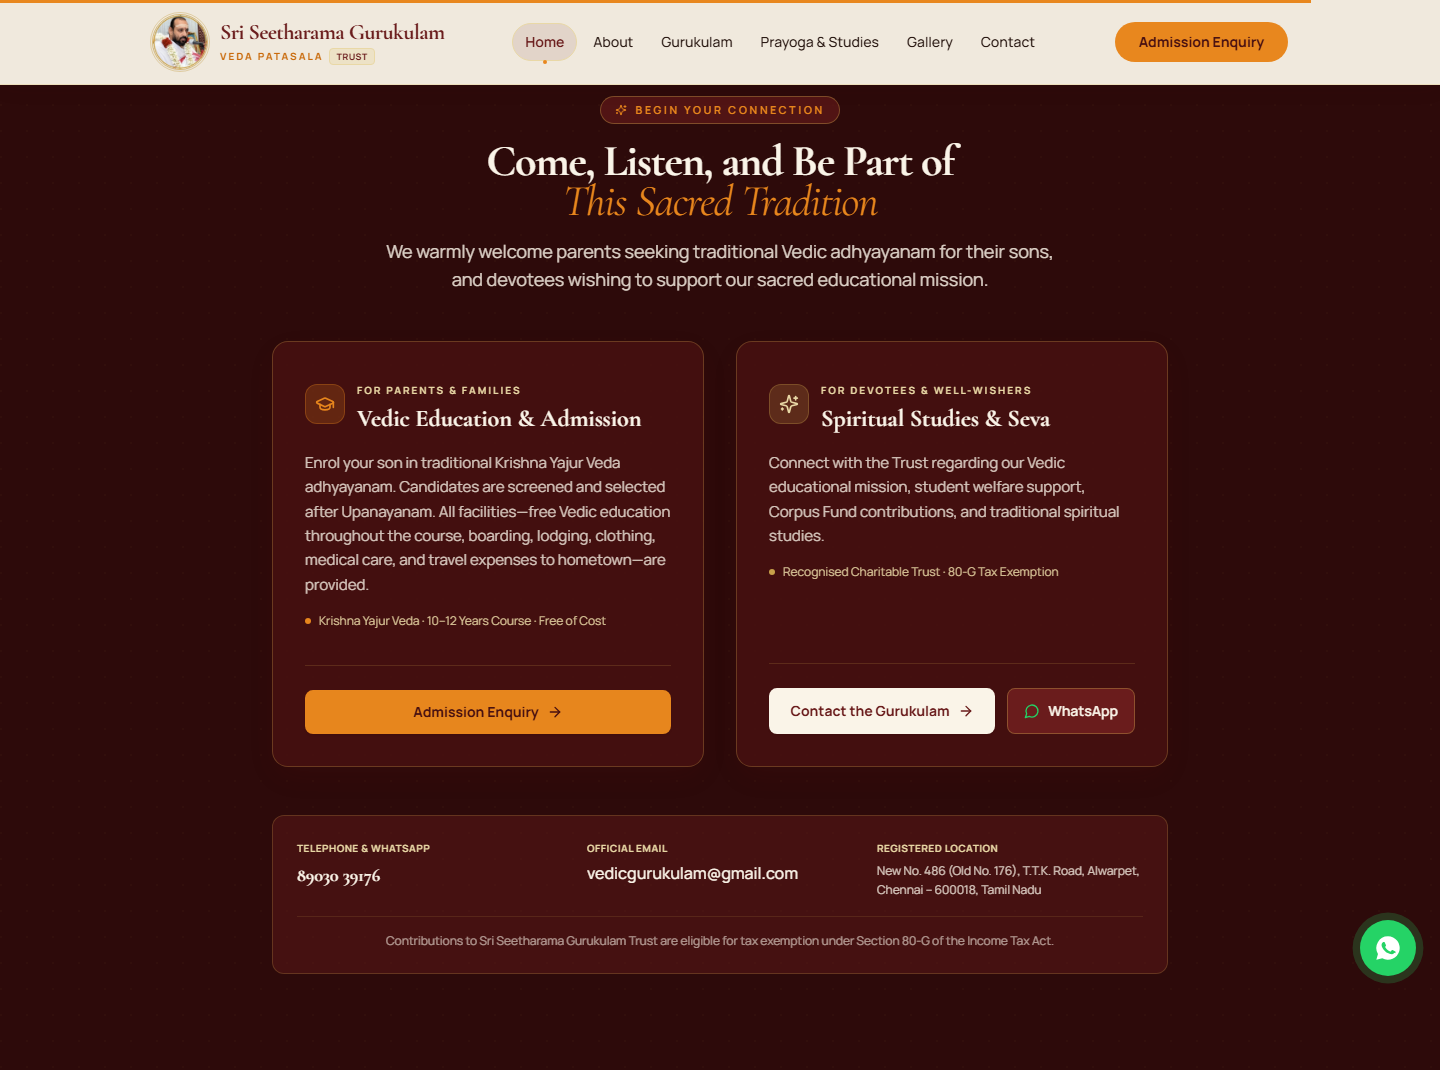 Sri Seetharama Gurukulam
VEDA PATASALA TRUST
Home About Gurukulam Prayoga & Studies Gallery Contact
Admission Enquiry
BEGIN YOUR CONNECTION
Come, Listen, and Be Part of
This Sacred Tradition
We warmly welcome parents seeking traditional Vedic adhyayanam for their sons,
and devotees wishing to support our sacred educational mission.
FOR PARENTS & FAMILIES
Vedic Education & Admission
Enrol your son in traditional Krishna Yajur Veda
adhyayanam. Candidates are screened and selected
after Upanayanam. All facilities—free Vedic education
throughout the course, boarding, lodging, clothing,
medical care, and travel expenses to hometown—are
provided.
Krishna Yajur Veda · 10–12 Years Course · Free of Cost
Admission Enquiry
FOR DEVOTEES & WELL-WISHERS
Spiritual Studies & Seva
Connect with the Trust regarding our Vedic
educational mission, student welfare support,
Corpus Fund contributions, and traditional spiritual
studies.
Recognised Charitable Trust · 80-G Tax Exemption
Contact the Gurukulam
WhatsApp
TELEPHONE & WHATSAPP
89030 39176
OFFICIAL EMAIL
vedicgurukulam@gmail.com
REGISTERED LOCATION
New No. 486 (Old No. 176), T.T.K. Road, Alwarpet,
Chennai – 600018, Tamil Nadu
Contributions to Sri Seetharama Gurukulam Trust are eligible for tax exemption under Section 80-G of the Income Tax Act.